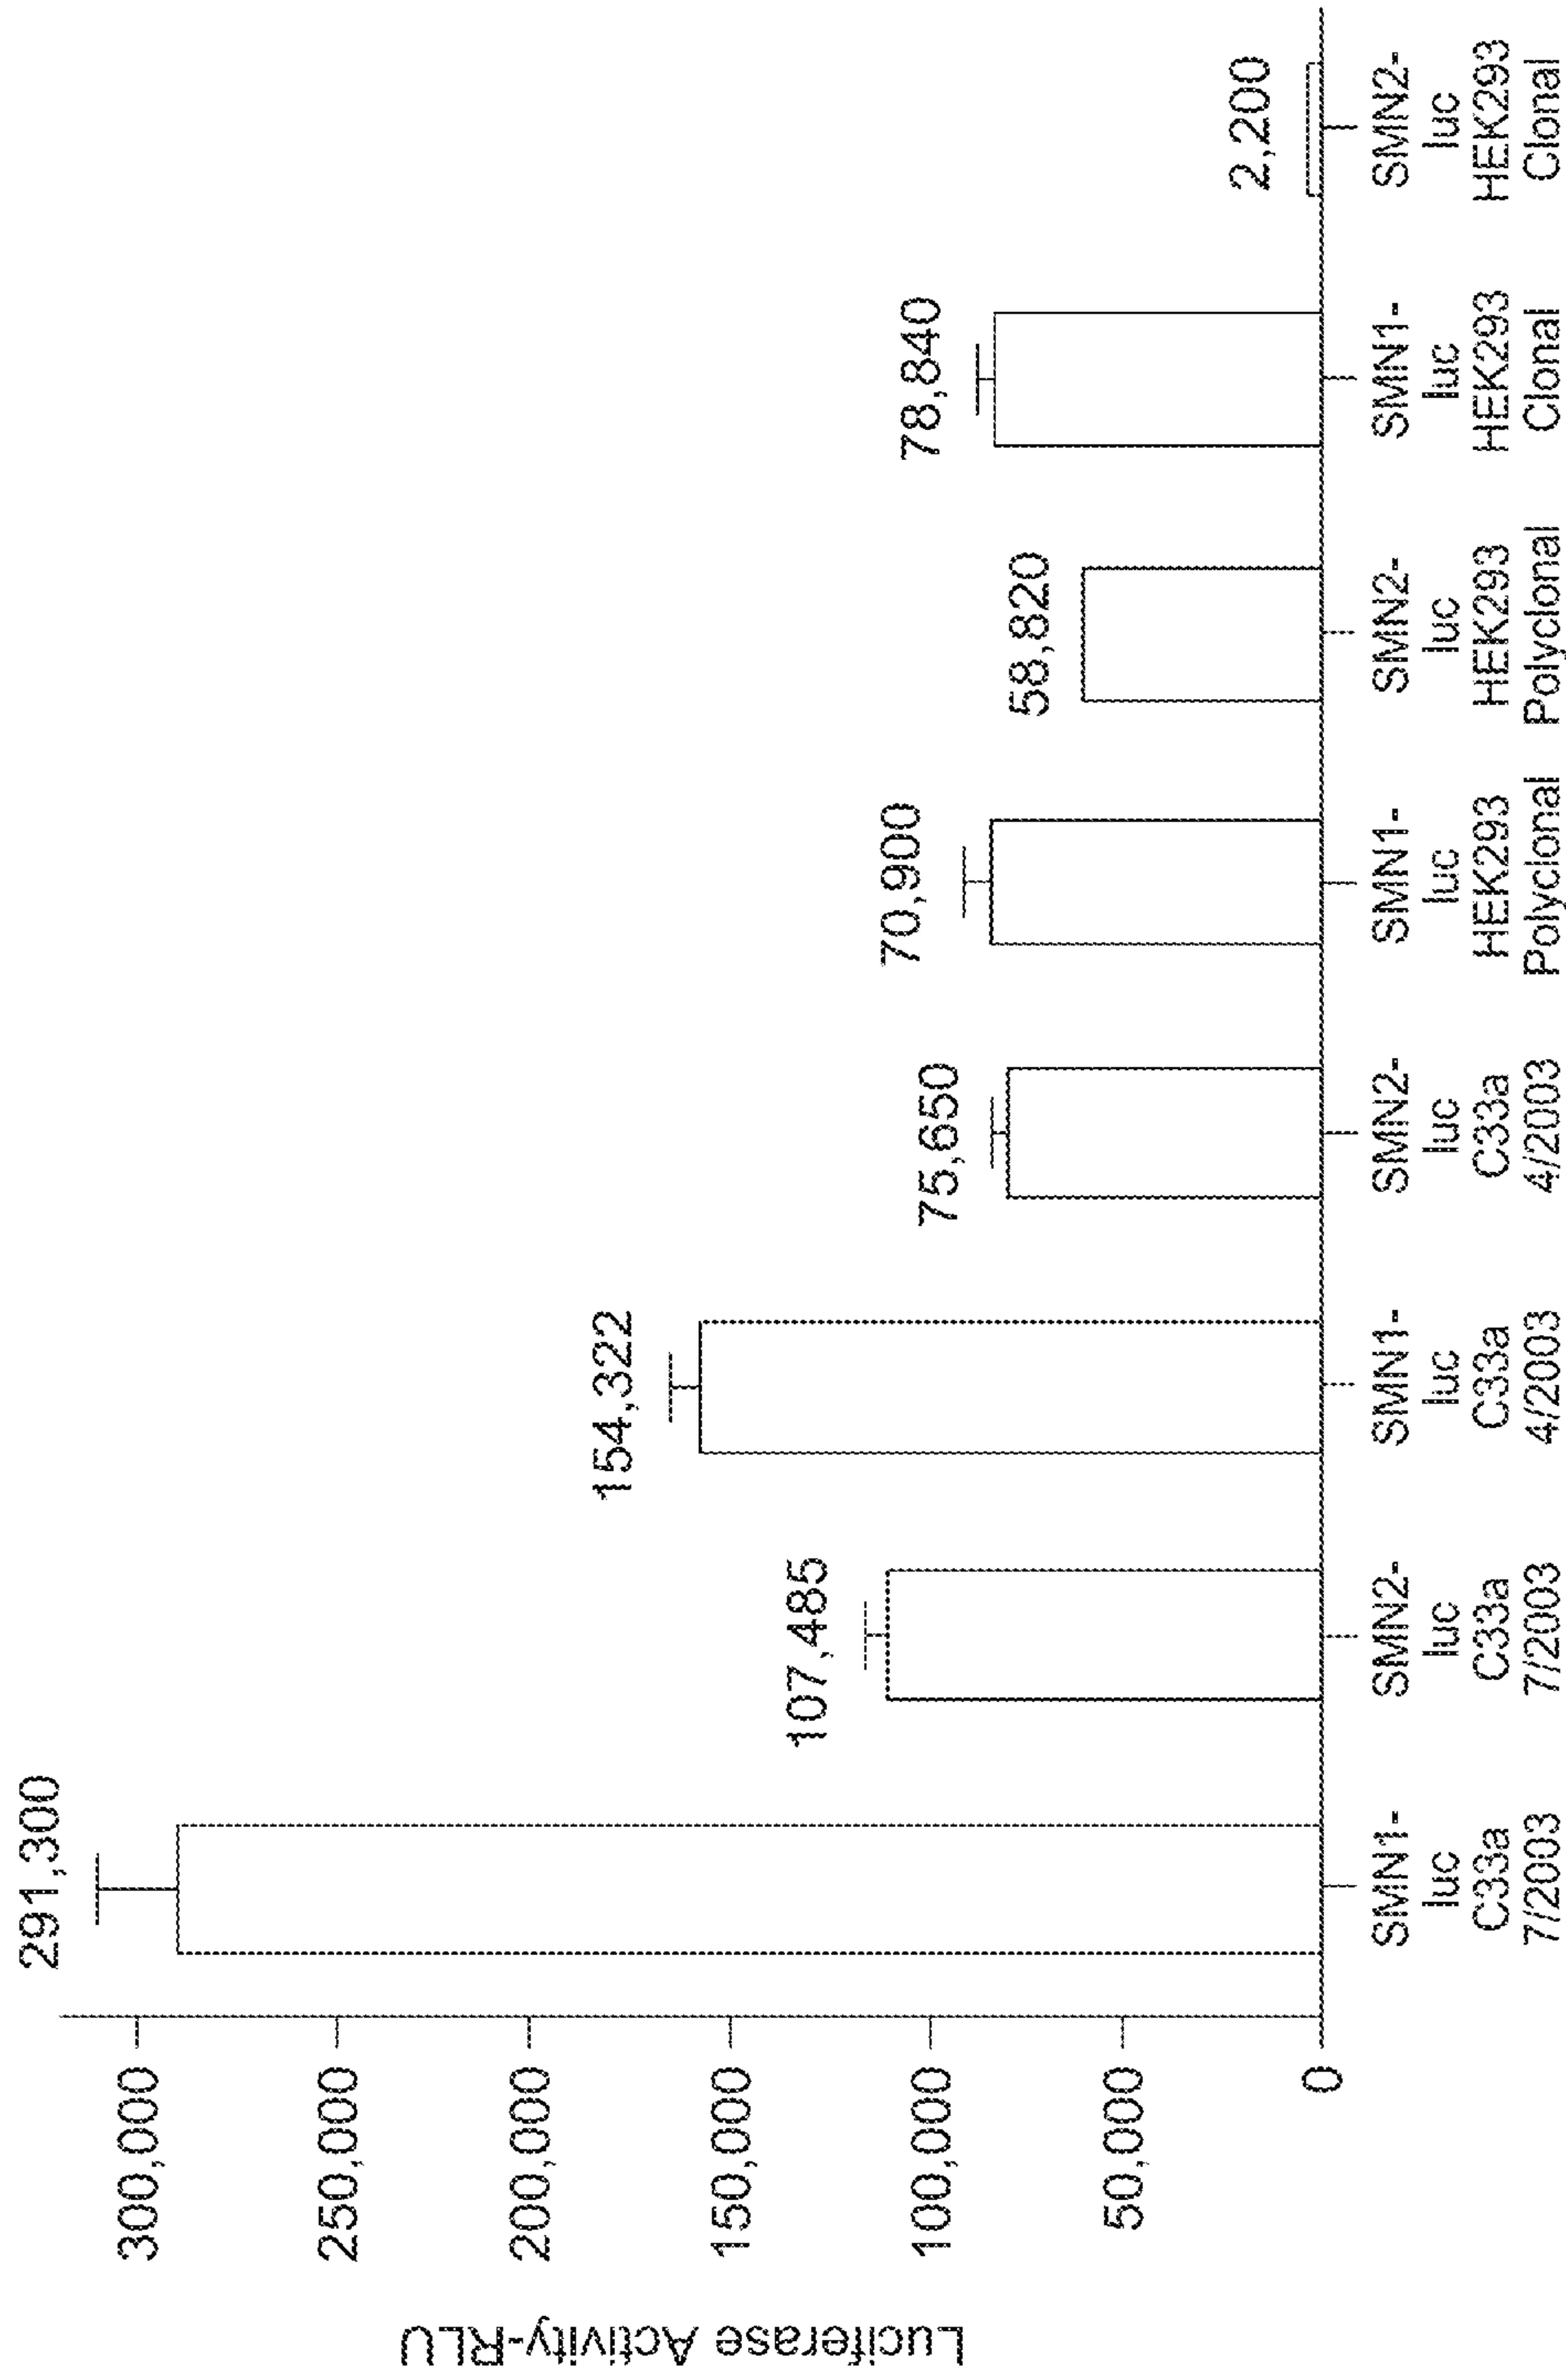 Luciferase Activity-RLU
300,000
250,000
200,000
150,000
100,000
50,000
0
291,300
107,485
154,322
75,650
70,900
58,820
78,840
2,200
SMN1-
luc
C33a
7/2003
SMN2-
luc
C33a
7/2003
SMN1-
luc
C33a
4/2003
SMN2-
luc
C33a
4/2003
SMN1-
luc
HEK293
Polyclonal
SMN2-
luc
HEK293
Polyclonal
SMN1-
luc
HEK293
Clonal
SMN2-
luc
HEK293
Clonal